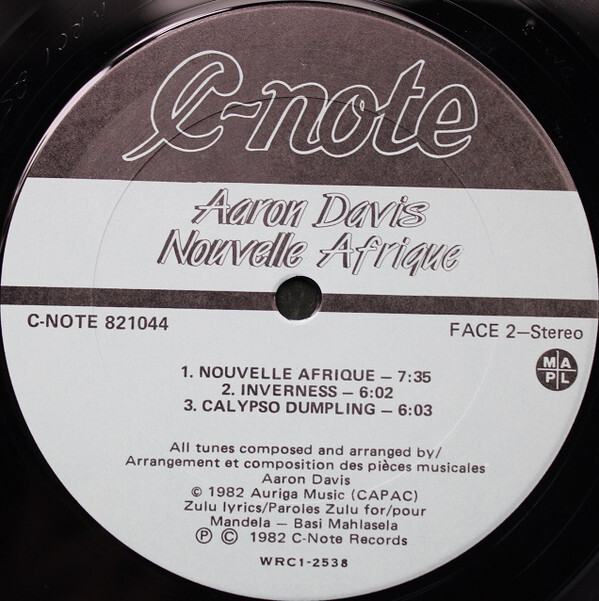 C-note
Aaron Davis
Nouvelle Afrique
C-NOTE 821044
FACE 2—Stereo
M A
P L
1. NOUVELLE AFRIQUE — 7:35
2. INVERNESS — 6:02
3. CALYPSO DUMPLING — 6:03
All tunes composed and arranged by/
Arrangement et composition des pièces musicales
Aaron Davis
© 1982 Auriga Music (CAPAC)
Zulu lyrics/Paroles Zulu for/pour
Mandela — Basi Mahlasela
Ⓟ © 1982 C-Note Records
WRC1-2538